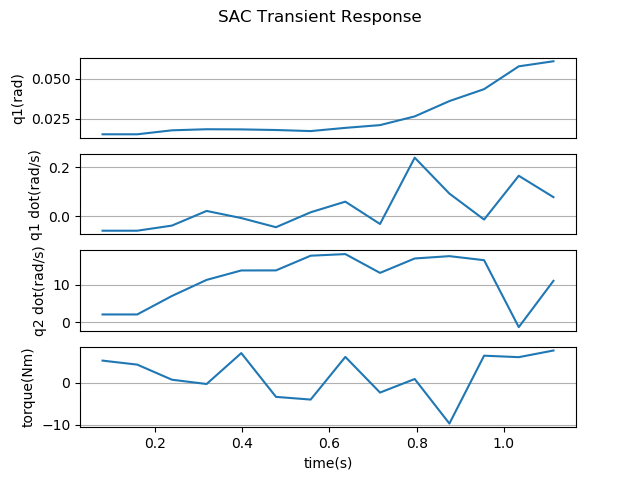 SAC Transient Response
q1(rad)
0.050
0.025
q1 dot(rad/s)
0.2
0.0
q2 dot(rad/s)
10
0
torque(Nm)
0
−10
0.2 0.4 0.6 0.8 1.0
time(s)